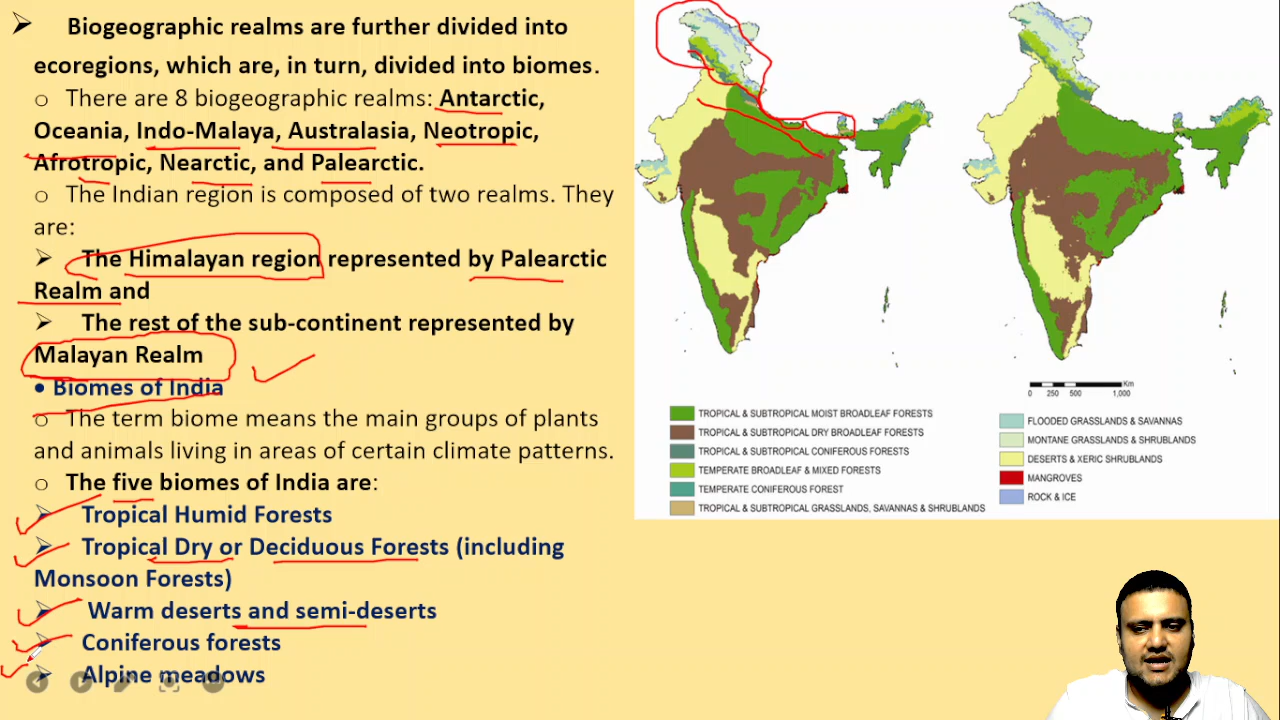 ➤ Biogeographic realms are further divided into
ecoregions, which are, in turn, divided into biomes.
o There are 8 biogeographic realms: Antarctic,
Oceania, Indo-Malaya, Australasia, Neotropic,
Afrotropic, Nearctic, and Palearctic.
o The Indian region is composed of two realms. They
are:
➤ The Himalayan region represented by Palearctic
Realm and
➤ The rest of the sub-continent represented by
Malayan Realm
• Biomes of India
o The term biome means the main groups of plants
and animals living in areas of certain climate patterns.
o The five biomes of India are:
➤ Tropical Humid Forests
➤ Tropical Dry or Deciduous Forests (including
Monsoon Forests)
➤ Warm deserts and semi-deserts
➤ Coniferous forests
➤ Alpine meadows
Km
0 250 500 1,000
TROPICAL & SUBTROPICAL MOIST BROADLEAF FORESTS
TROPICAL & SUBTROPICAL DRY BROADLEAF FORESTS
TROPICAL & SUBTROPICAL CONIFEROUS FORESTS
TEMPERATE BROADLEAF & MIXED FORESTS
TEMPERATE CONIFEROUS FOREST
TROPICAL & SUBTROPICAL GRASSLANDS, SAVANNAS & SHRUBLANDS
FLOODED GRASSLANDS & SAVANNAS
MONTANE GRASSLANDS & SHRUBLANDS
DESERTS & XERIC SHRUBLANDS
MANGROVES
ROCK & ICE